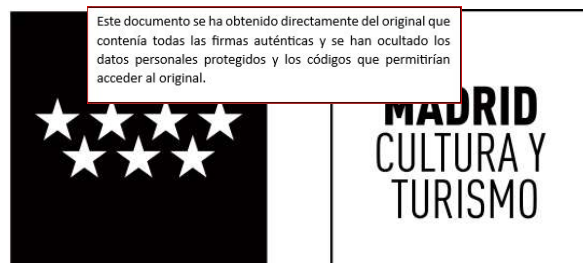 Este documento se ha obtenido directamente del original que
contenía todas las firmas auténticas y se han ocultado los
datos personales protegidos y los códigos que permitirían
acceder al original.
MADRID
CULTURA Y
TURISMO